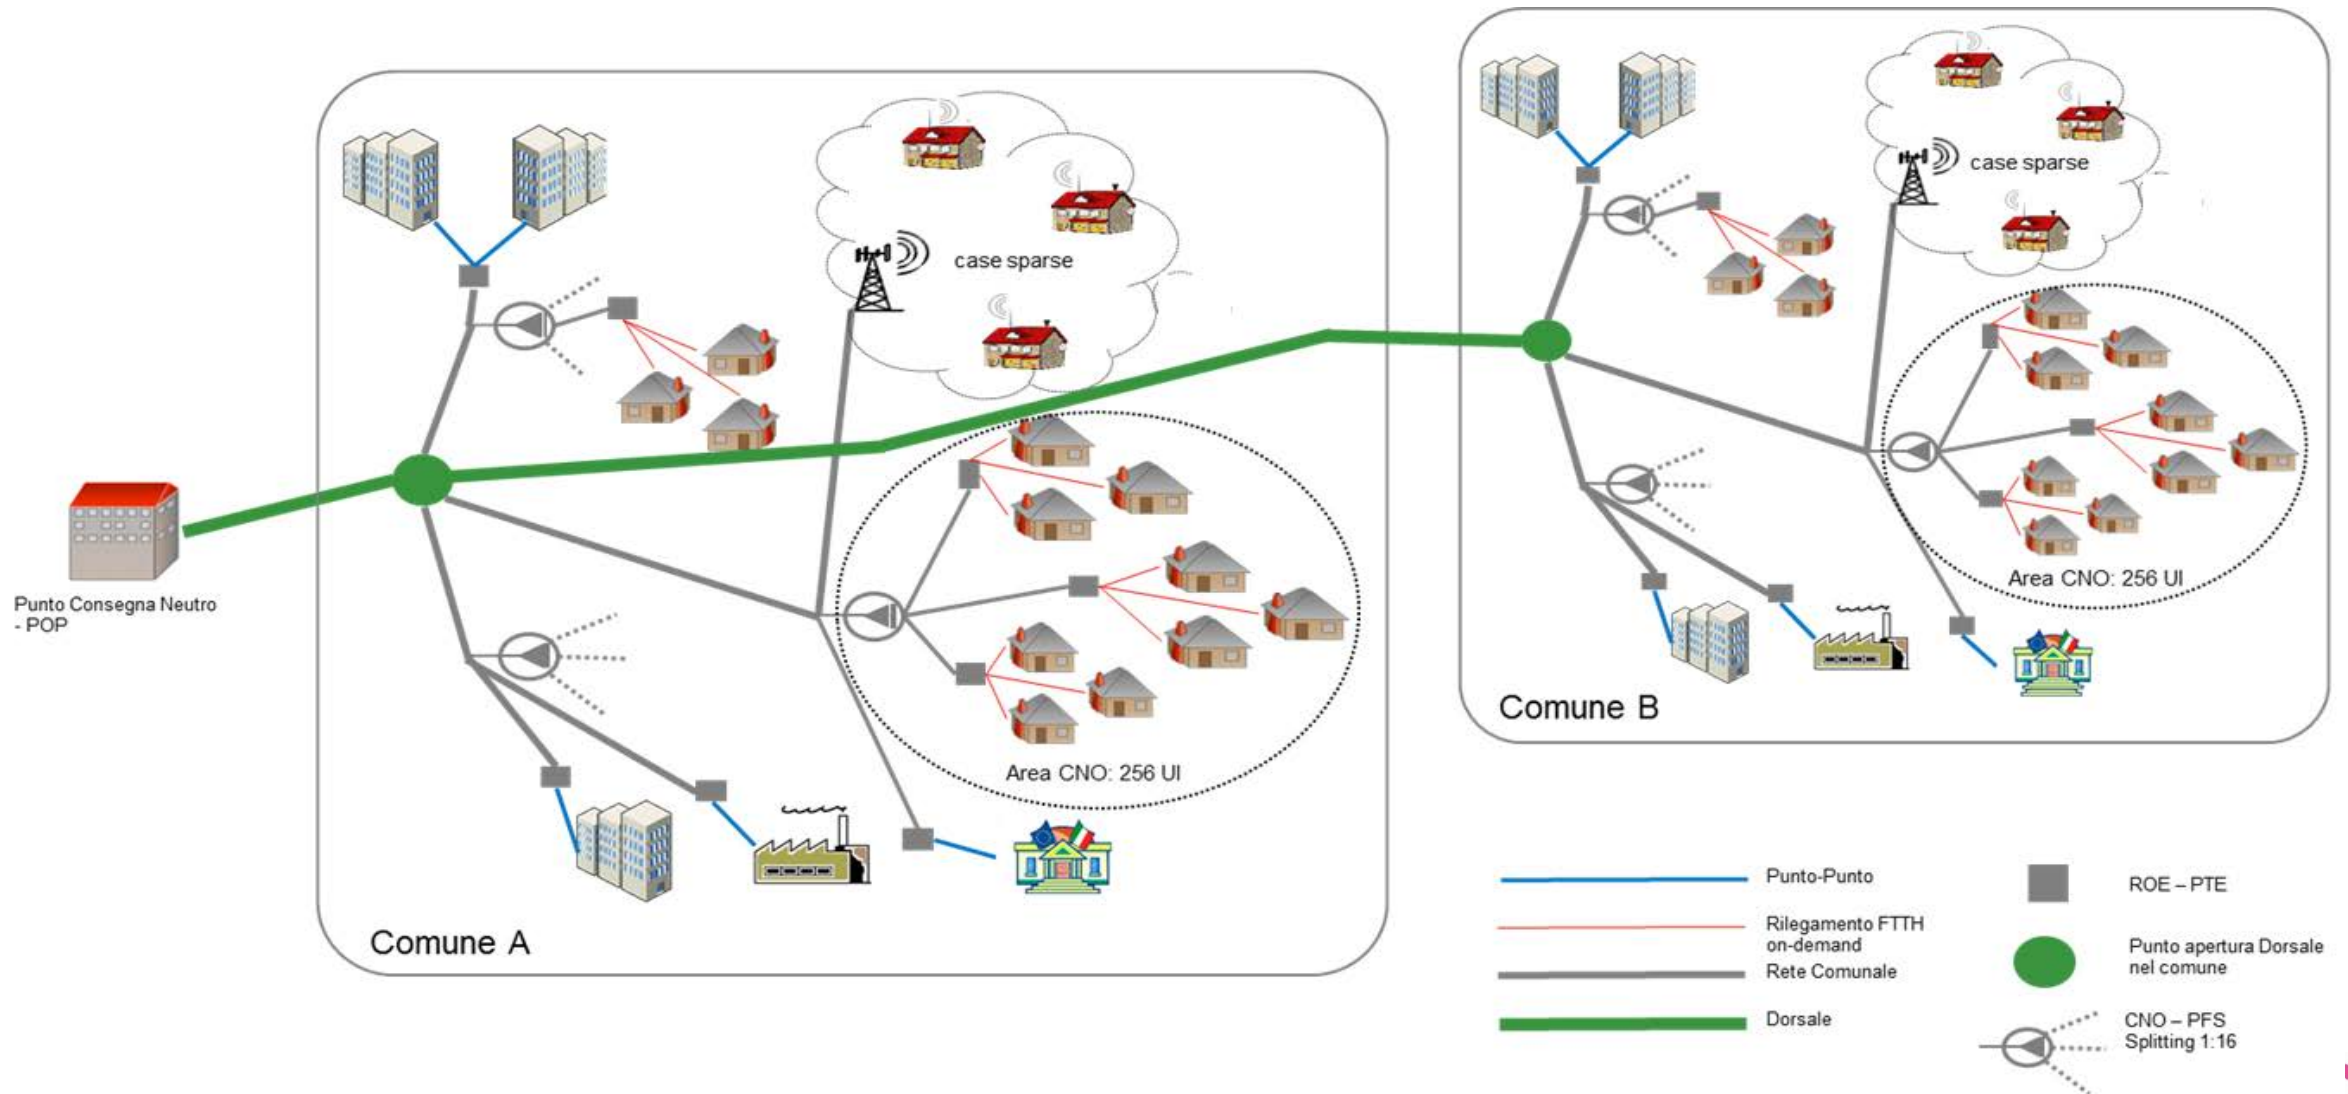 case sparse
case sparse
Punto Consegna Neutro
- POP
Area CNO: 256 UI
Area CNO: 256 UI
Comune B
Comune A
Punto-Punto
Rilegamento FTTH
on-demand
Rete Comunale
Dorsale
ROE – PTE
Punto apertura Dorsale
nel comune
CNO – PFS
Splitting 1:16